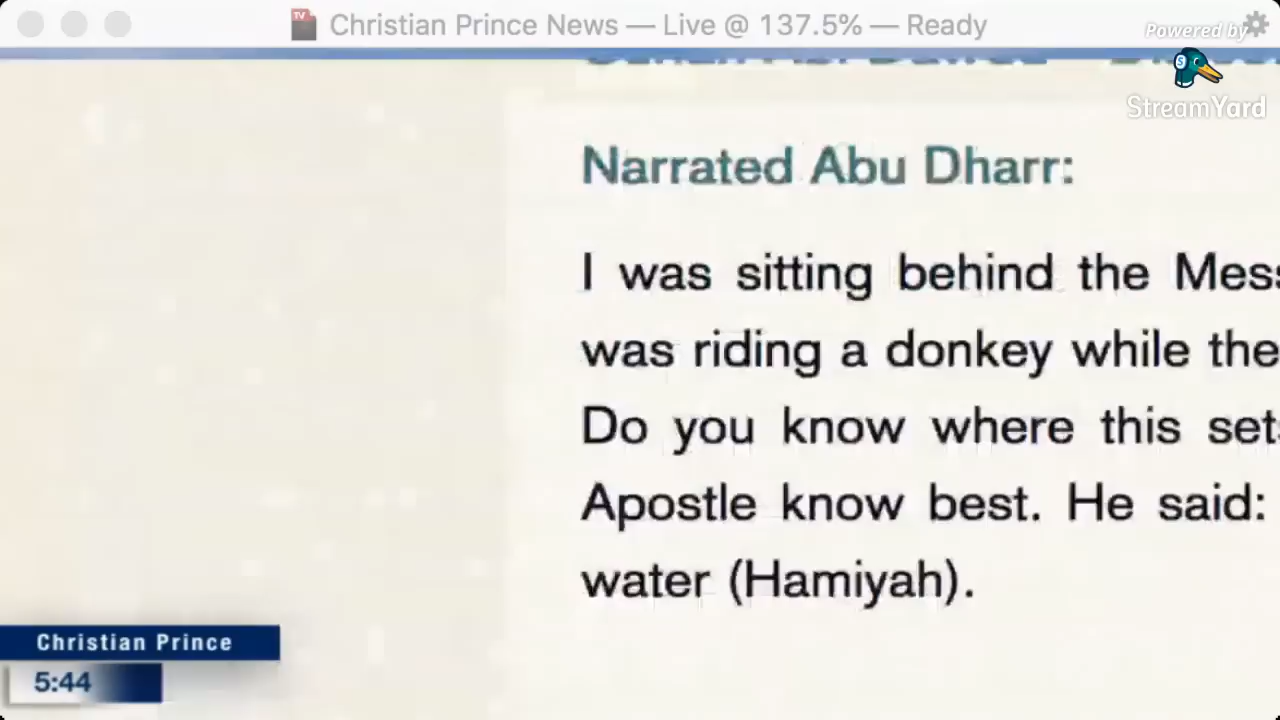 Christian Prince News — Live @ 137.5% — Ready
Powered by
StreamYard
Narrated Abu Dharr:
I was sitting behind the Mess
was riding a donkey while the
Do you know where this sets
Apostle know best. He said:
water (Hamiyah).
Christian Prince
5:44